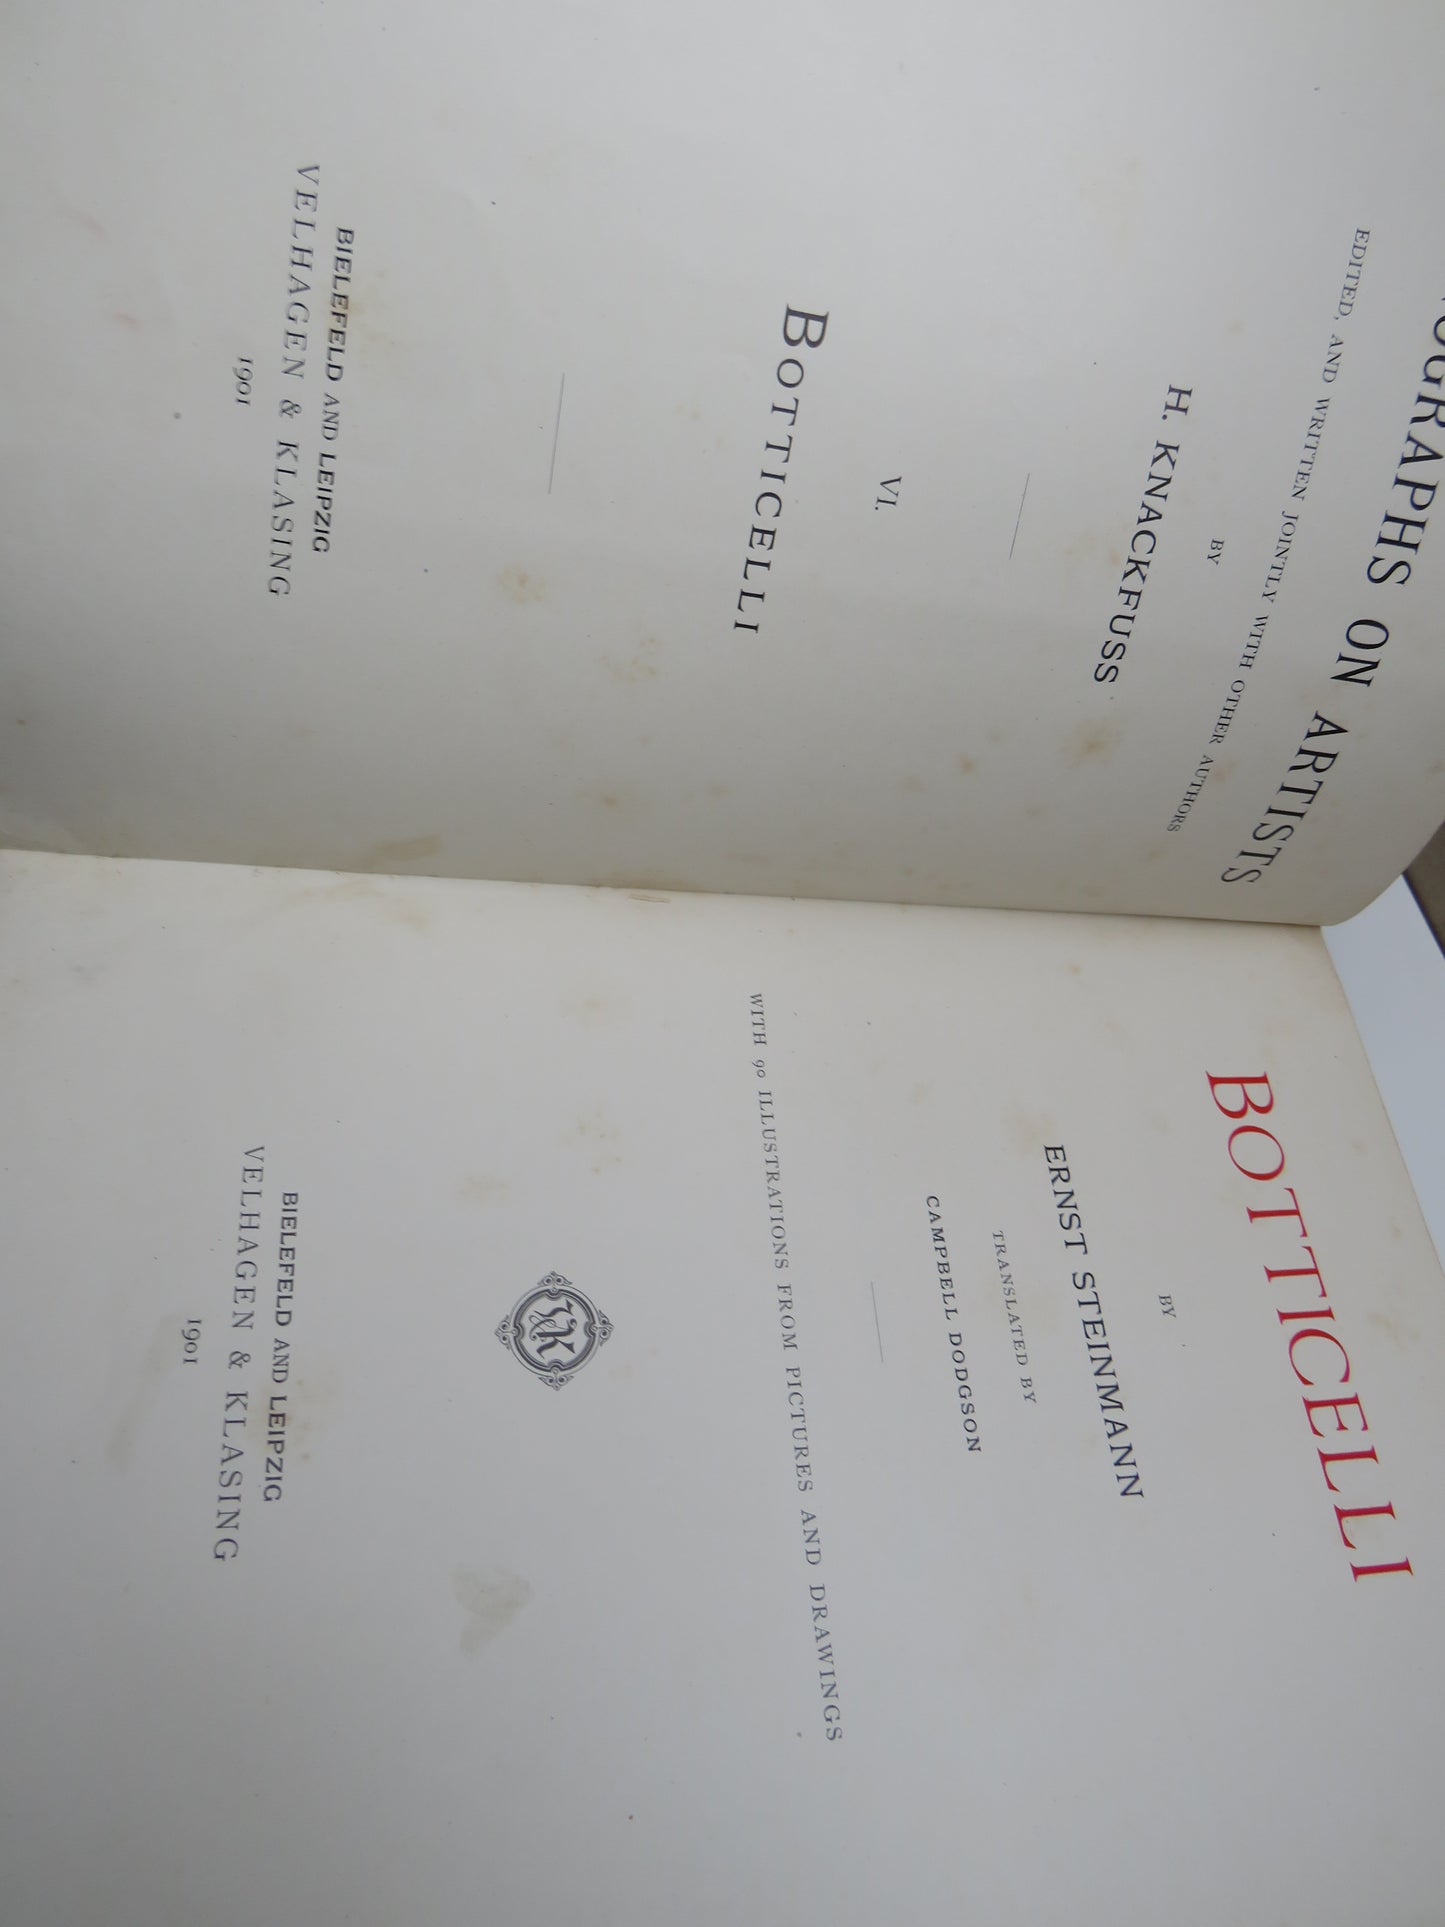 ON ARTISTS
EDITED, AND WRITTEN JOINTLY WITH OTHER AUTHORS
BY
H. KNACKFUSS
VI.
BOTTICELLI
BIELEFELD AND LEIPZIG
VELHAGEN & KLASING
1901
BOTTICELLI
BY
ERNST STEINMANN
TRANSLATED BY
CAMPBELL DODGSON
WITH 90 ILLUSTRATIONS FROM PICTURES AND DRAWINGS
VK
BIELEFELD AND LEIPZIG
VELHAGEN & KLASING
1901